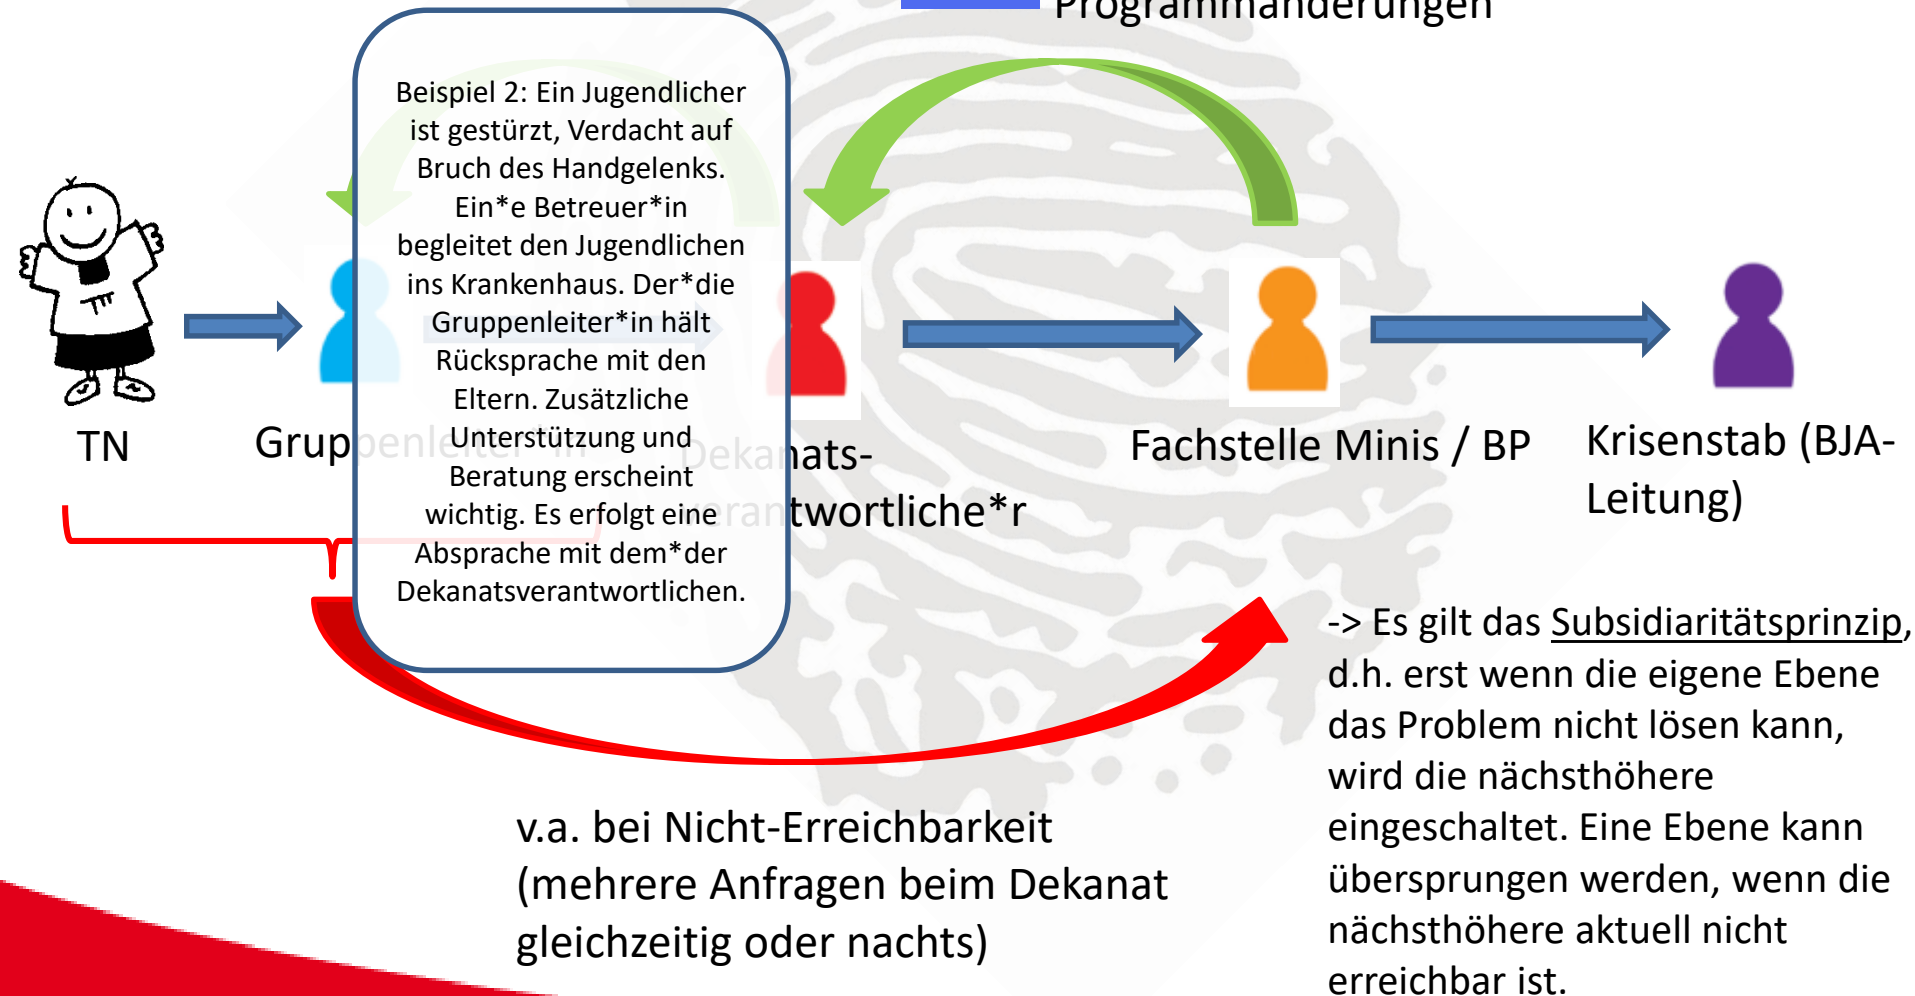 Programmänderungen
Beispiel 2: Ein Jugendlicher
ist gestürzt, Verdacht auf
Bruch des Handgelenks.
Ein*e Betreuer*in
begleitet den Jugendlichen
ins Krankenhaus. Der*die
Gruppenleiter*in hält
Rücksprache mit den
Eltern. Zusätzliche
Unterstützung und
Beratung erscheint
wichtig. Es erfolgt eine
Absprache mit dem*der
Dekanatsverantwortlichen.
TN
Gruppenleiter*in
Dekanats-
verantwortliche*r
Fachstelle Minis / BP
Krisenstab (BJA-
Leitung)
-> Es gilt das Subsidiaritätsprinzip,
d.h. erst wenn die eigene Ebene
das Problem nicht lösen kann,
wird die nächsthöhere
eingeschaltet. Eine Ebene kann
übersprungen werden, wenn die
nächsthöhere aktuell nicht
erreichbar ist.
v.a. bei Nicht-Erreichbarkeit
(mehrere Anfragen beim Dekanat
gleichzeitig oder nachts)